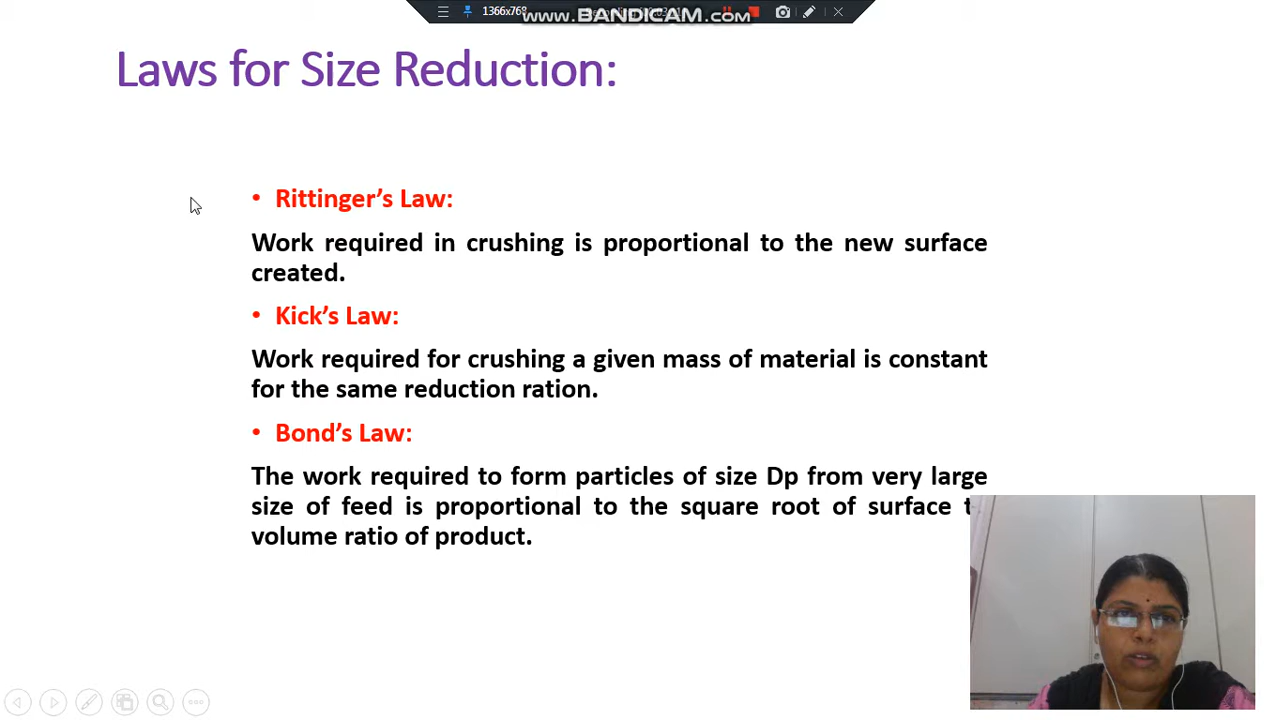 1366x768
www.BANDICAM.com
Laws for Size Reduction:
• Rittinger's Law:
Work required in crushing is proportional to the new surface
created.
• Kick's Law:
Work required for crushing a given mass of material is constant
for the same reduction ration.
• Bond's Law:
The work required to form particles of size Dp from very large
size of feed is proportional to the square root of surface
volume ratio of product.